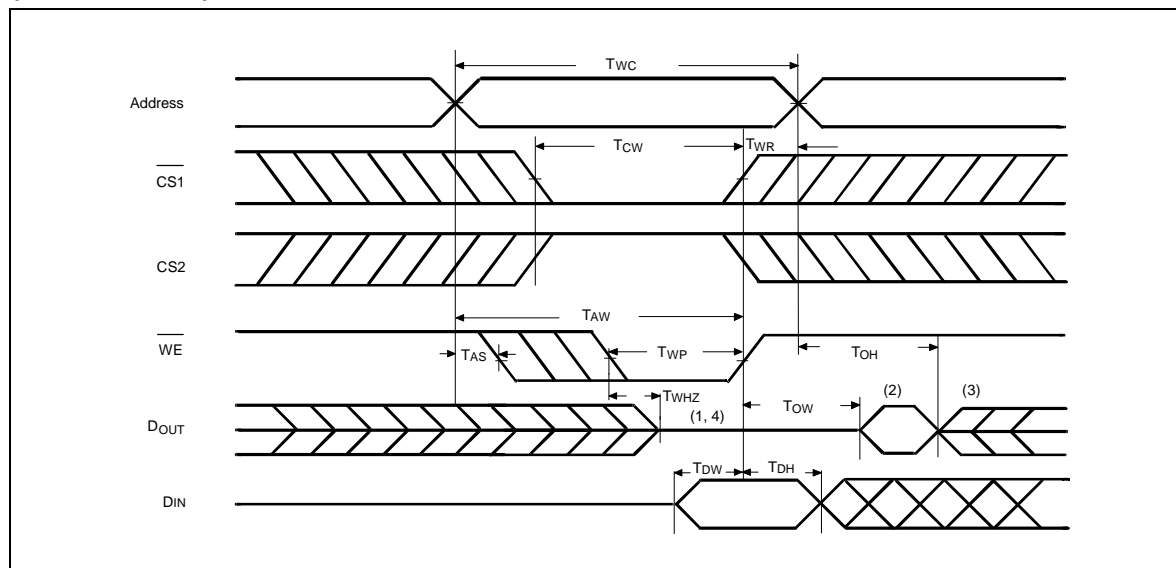 TWC
Address
TCW
TWR
CS1
CS2
TAW
WE
TAS
TWP
TOH
TWHZ
(1, 4)
TOW
(2)
(3)
DOUT
TDW
TDH
DIN